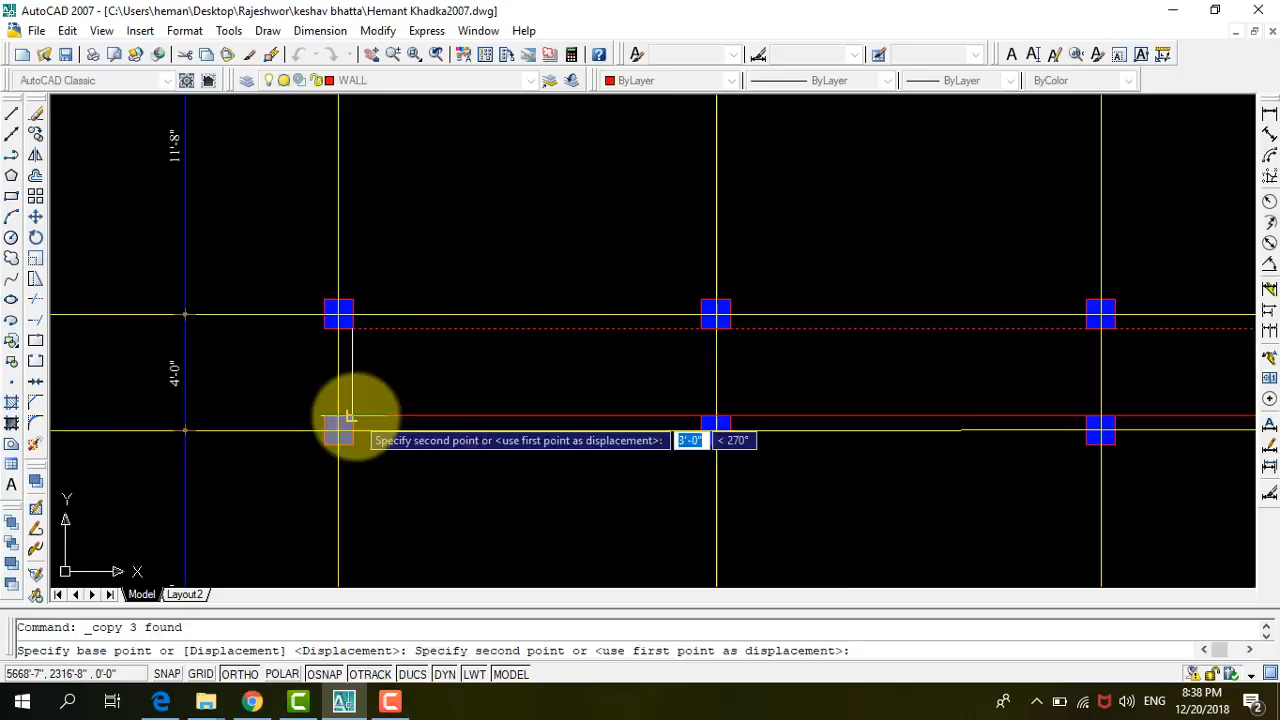 AutoCAD 2007 - [C:\Users\heman\Desktop\Rajeshwor\keshav bhatta\Hemant Khadka2007.dwg]
File Edit View Insert Format Tools Draw Dimension Modify Express Window Help
AutoCAD Classic WALL ByLayer ByLayer ByLayer ByColor
11'-8"
4'-0"
Specify second point or <use first point as displacement>: 3'-0" < 270°
Y
X
Model Layout2
Command: _copy 3 found
Specify base point or [Displacement] <Displacement>: Specify second point or <use first point as displacement>:
5668'-7", 2316'-8" , 0'-0" SNAP GRID ORTHO POLAR OSNAP OTRACK DUCS DYN LWT MODEL
ENG
8:38 PM
12/20/2018
2